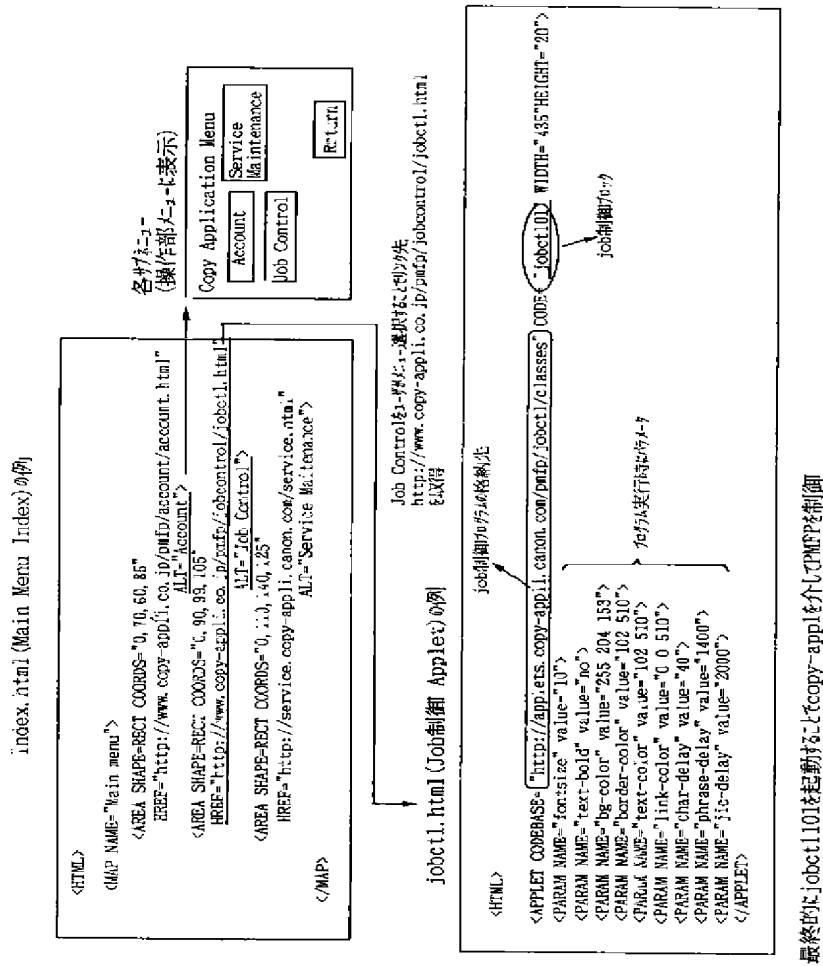 index.html(Main Menu Index)の例
<HTML>
<MAP NAME="Main menu">
<AREA SHAPE=RECT COORDS="0,70,60,85"
HREF="http://www.copy-appli.co.jp/pmfp/account/account.html"
ALT="Account">
<AREA SHAPE=RECT COORDS="0,90,99,105"
HREF="http://www.copy-appli.co.jp/pmfp/jobcontrol/jobctl.html"
ALT="Job Control">
<AREA SHAPE=RECT COORDS="0,110,140,125"
HREF="http://service.copy-appli.canon.com/service.html"
ALT="Service Maitenance">
</MAP>
各サブメニュー
(操作部メニューに表示)
Copy Application Menu
Account
Service
Maintenance
Job Control
Return
Job Controlをユーザがメニュー選択することでリンク先
http://www.copy-appli.co.jp/pmfp/jobcontrol/jobctl.html
を取得
jobctl.html(Job制御 Applet)の例
job制御プログラムの格納先
<HTML>
<APPLET CODEBASE="http://applets.copy-appli.canon.com/pmfp/jobctl/classes" CODE="jobctl101" WIDTH="435"HEIGHT="20">
<PARAM NAME="fontsize" value="10">
<PARAM NAME="text-bold" value="no">
<PARAM NAME="bg-color" value="255 204 153">
<PARAM NAME="border-color" value="102 510">
<PARAM NAME="text-color" value="102 510">
<PARAM NAME="link-color" value="0 0 510">
<PARAM NAME="char-delay" value="40">
<PARAM NAME="phrase-delay" value="1400">
<PARAM NAME="jic-delay" value="2000">
</APPLET>
プログラム実行時のパラメータ
job制御ブロック
最終的にjobctl101を起動することでcopy-applを介してPMFPを制御